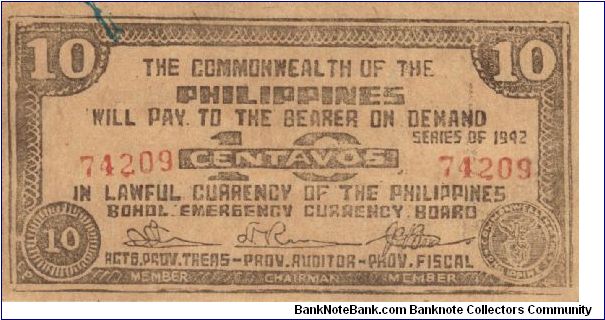 10 10
THE COMMONWEALTH OF THE
PHILIPPINES
WILL PAY TO THE BEARER ON DEMAND
SERIES OF 1942
74209 10 CENTAVOS 74209
IN LAWFUL CURRENCY OF THE PHILIPPINES
BOHOL EMERGENCY CURRENCY BOARD
10
ACTG. PROV. TREAS - PROV. AUDITOR - PROV. FISCAL
MEMBER CHAIRMAN MEMBER
BankNoteBank.com Banknote Collectors Community